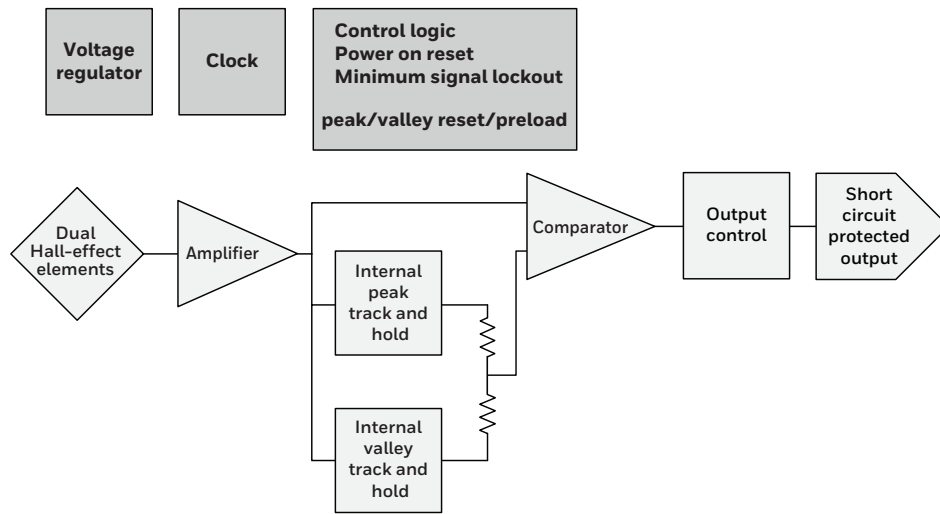 Voltage
regulator
Clock
Control logic
Power on reset
Minimum signal lockout
peak/valley reset/preload
Dual
Hall-effect
elements
Amplifier
Internal
peak
track and
hold
Internal
valley
track and
hold
Comparator
Output
control
Short
circuit
protected
output